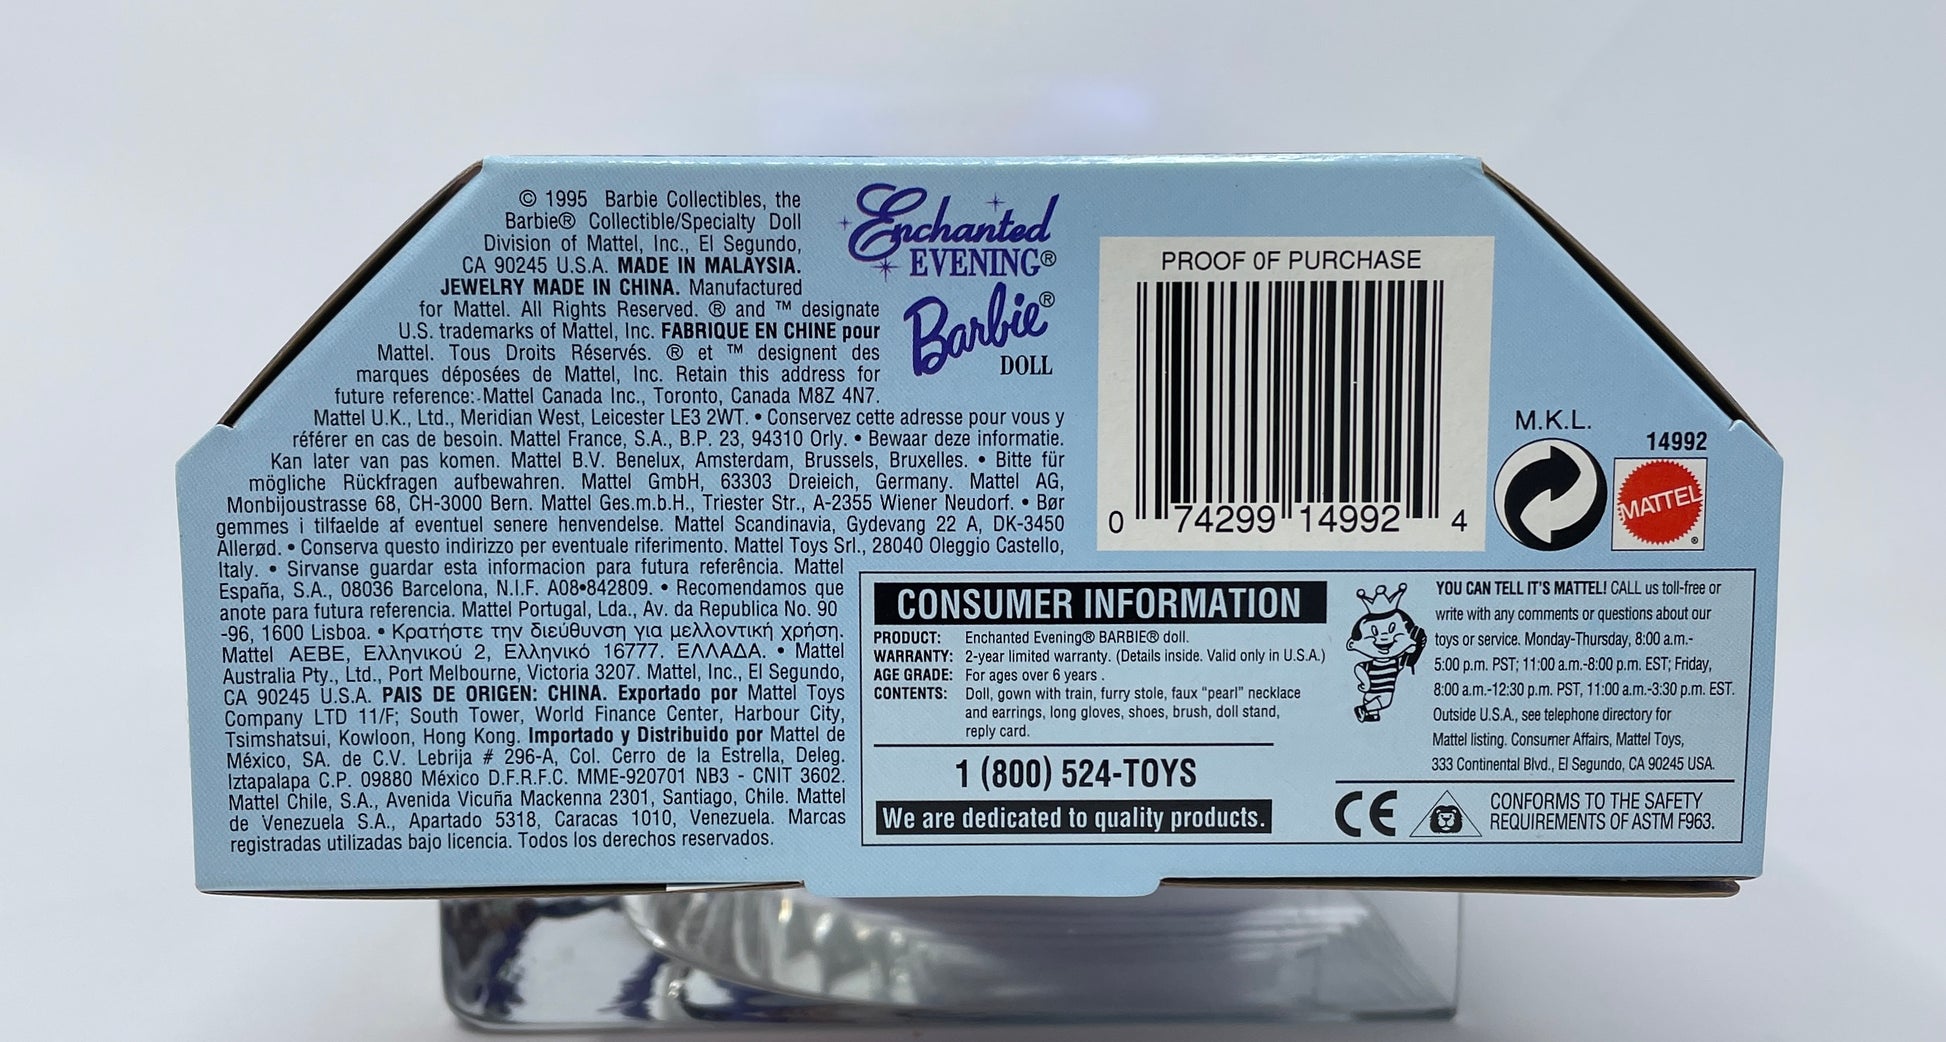 © 1995 Barbie Collectibles, the
Barbie® Collectible/Specialty Doll
Division of Mattel, Inc., El Segundo,
CA 90245 U.S.A. MADE IN MALAYSIA.
JEWELRY MADE IN CHINA. Manufactured
for Mattel. All Rights Reserved. ® and ™ designate
U.S. trademarks of Mattel, Inc. FABRIQUE EN CHINE pour
Mattel. Tous Droits Réservés. ® et ™ designent des
marques déposées de Mattel, Inc. Retain this address for
future reference: Mattel Canada Inc., Toronto, Canada M8Z 4N7.
Mattel U.K., Ltd., Meridian West, Leicester LE3 2WT. • Conservez cette adresse pour vous y
référer en cas de besoin. Mattel France, S.A., B.P. 23, 94310 Orly. • Bewaar deze informatie.
Kan later van pas komen. Mattel B.V. Benelux, Amsterdam, Brussels, Bruxelles. • Bitte für
mögliche Rückfragen aufbewahren. Mattel GmbH, 63303 Dreieich, Germany. Mattel AG,
Monbijoustrasse 68, CH-3000 Bern. Mattel Ges.m.b.H., Triester Str., A-2355 Wiener Neudorf. • Bør
gemmes i tilfaelde af eventuel senere henvendelse. Mattel Scandinavia, Gydevang 22 A, DK-3450
Allerød. • Conserva questo indirizzo per eventuale riferimento. Mattel Toys Srl., 28040 Oleggio Castello,
Italy. • Sirvanse guardar esta informacion para futura referência. Mattel
España, S.A., 08036 Barcelona, N.I.F. A08•842809. • Recomendamos que
anote para futura referencia. Mattel Portugal, Lda., Av. da Republica No. 90
-96, 1600 Lisboa. • Κρατήστε την διεύθυνση για μελλοντική χρήση.
Mattel ΑΕΒΕ, Ελληνικού 2, Ελληνικό 16777. ΕΛΛΑΔΑ. • Mattel
Australia Pty., Ltd., Port Melbourne, Victoria 3207. Mattel, Inc., El Segundo,
CA 90245 U.S.A. PAIS DE ORIGEN: CHINA. Exportado por Mattel Toys
Company LTD 11/F; South Tower, World Finance Center, Harbour City,
Tsimshatsui, Kowloon, Hong Kong. Importado y Distribuido por Mattel de
México, SA. de C.V. Lebrija # 296-A, Col. Cerro de la Estrella, Deleg.
Iztapalapa C.P. 09880 México D.F.R.F.C. MME-920701 NB3 - CNIT 3602.
Mattel Chile, S.A., Avenida Vicuña Mackenna 2301, Santiago, Chile. Mattel
de Venezuela S.A., Apartado 5318, Caracas 1010, Venezuela. Marcas
registradas utilizadas bajo licencia. Todos los derechos reservados.
Enchanted
EVENING®
Barbie®
DOLL
PROOF OF PURCHASE
0 74299 14992 4
M.K.L.
14992
MATTEL®
CONSUMER INFORMATION
PRODUCT: Enchanted Evening® BARBIE® doll.
WARRANTY: 2-year limited warranty. (Details inside. Valid only in U.S.A.)
AGE GRADE: For ages over 6 years .
CONTENTS: Doll, gown with train, furry stole, faux "pearl" necklace
and earrings, long gloves, shoes, brush, doll stand,
reply card.
1 (800) 524-TOYS
We are dedicated to quality products.
YOU CAN TELL IT'S MATTEL! CALL us toll-free or
write with any comments or questions about our
toys or service. Monday-Thursday, 8:00 a.m.-
5:00 p.m. PST; 11:00 a.m.-8:00 p.m. EST; Friday,
8:00 a.m.-12:30 p.m. PST, 11:00 a.m.-3:30 p.m. EST.
Outside U.S.A., see telephone directory for
Mattel listing. Consumer Affairs, Mattel Toys,
333 Continental Blvd., El Segundo, CA 90245 USA.
CE
CONFORMS TO THE SAFETY
REQUIREMENTS OF ASTM F963.